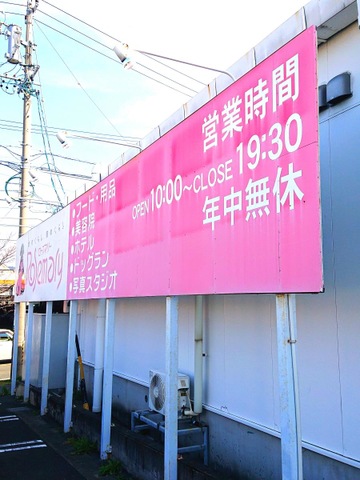 Rosemary
・フード・用品
・美容院
・ホテル
・ドッグラン
・写真スタジオ
営業時間
OPEN 10:00~CLOSE 19:30
年中無休